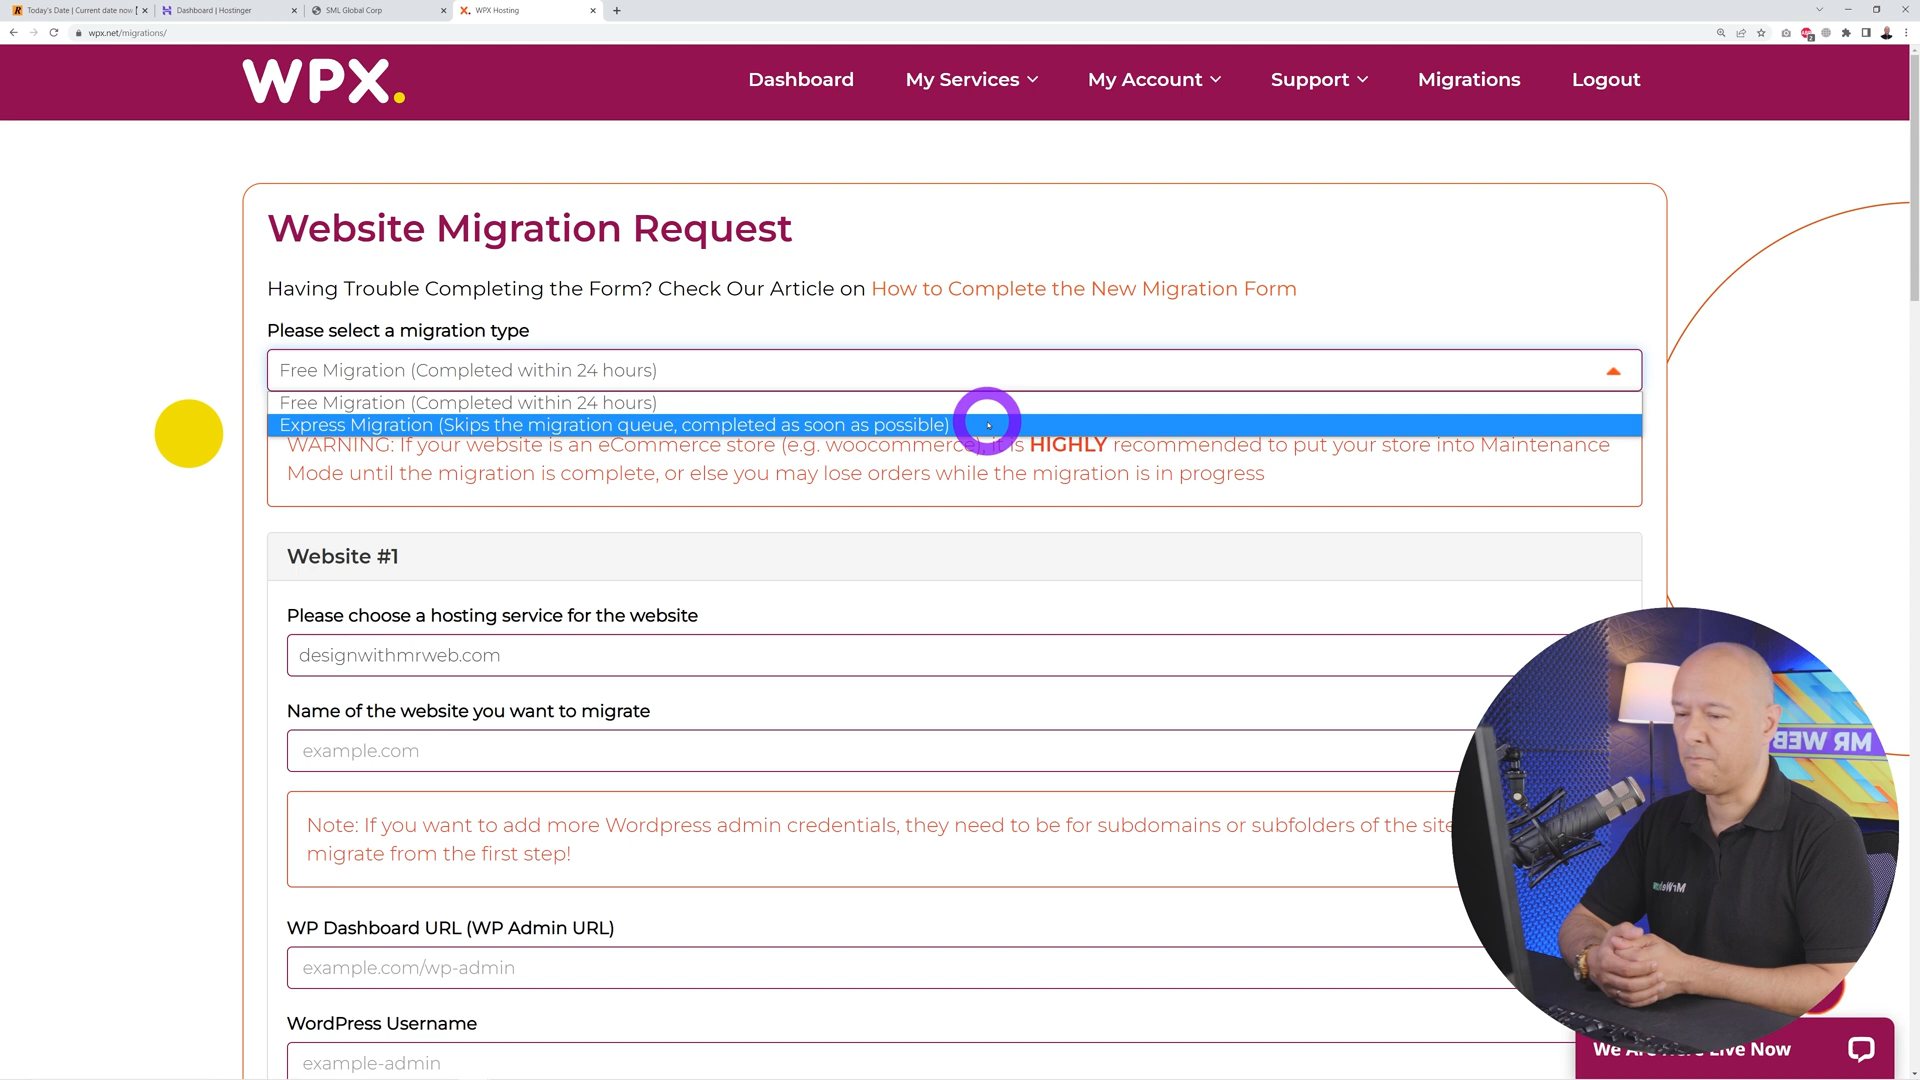 Today's Date | Current date now
Dashboard | Hostinger
SML Global Corp
WPX Hosting
wpx.net/migrations/
WPX.
Dashboard
My Services
My Account
Support
Migrations
Logout
Website Migration Request
Having Trouble Completing the Form? Check Our Article on How to Complete the New Migration Form
Please select a migration type
Free Migration (Completed within 24 hours)
Free Migration (Completed within 24 hours)
Express Migration (Skips the migration queue, completed as soon as possible)
WARNING: If your website is an eCommerce store (e.g. woocommerce), it is HIGHLY recommended to put your store into Maintenance
Mode until the migration is complete, or else you may lose orders while the migration is in progress
Website #1
Please choose a hosting service for the website
designwithmrweb.com
Name of the website you want to migrate
example.com
Note: If you want to add more Wordpress admin credentials, they need to be for subdomains or subfolders of the site
migrate from the first step!
WP Dashboard URL (WP Admin URL)
example.com/wp-admin
WordPress Username
example-admin
MR WEB
MrWeb
We Are Here Live Now